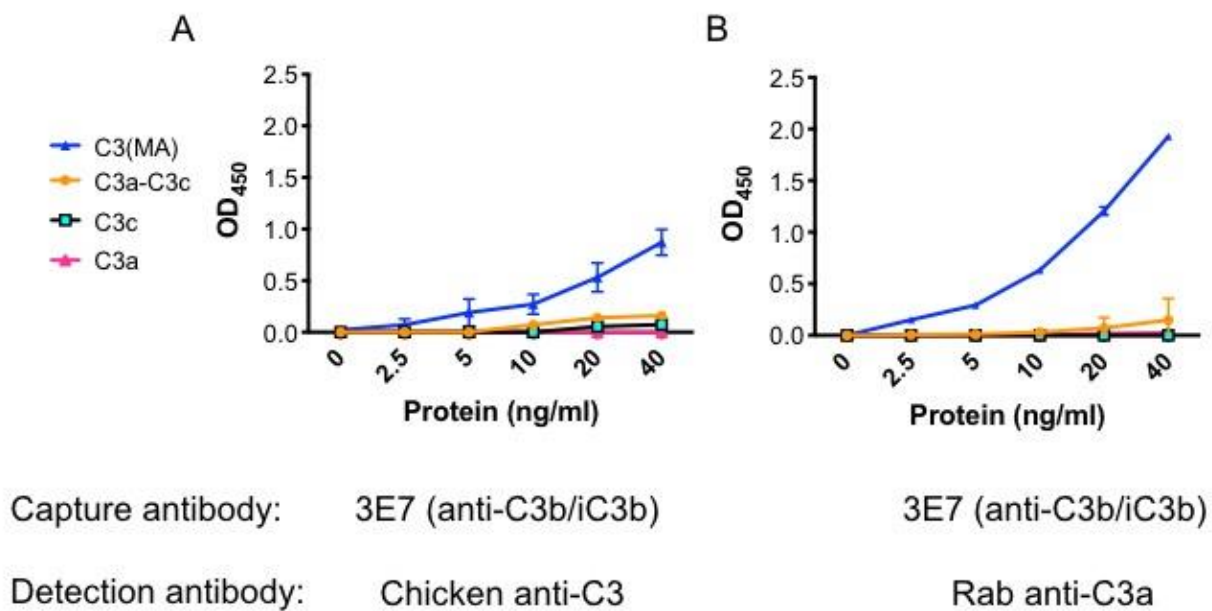 A
B
C3(MA)
C3a-C3c
C3c
C3a
OD450
2.5
2.0
1.5
1.0
0.5
0.0
0 2.5 5 10 20 40
Protein (ng/ml)
OD450
2.5
2.0
1.5
1.0
0.5
0.0
0 2.5 5 10 20 40
Protein (ng/ml)
Capture antibody: 3E7 (anti-C3b/iC3b) 3E7 (anti-C3b/iC3b)
Detection antibody: Chicken anti-C3 Rab anti-C3a